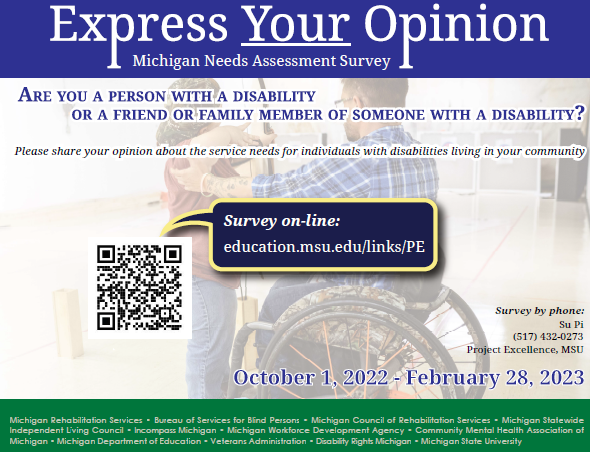 Express Your Opinion
Michigan Needs Assessment Survey
ARE YOU A PERSON WITH A DISABILITY
OR A FRIEND OR FAMILY MEMBER OF SOMEONE WITH A DISABILITY?
Please share your opinion about the service needs for individuals with disabilities living in your community
Survey on-line:
education.msu.edu/links/PE
Survey by phone:
Su Pi
(517) 432-0273
Project Excellence, MSU
October 1, 2022 - February 28, 2023
Michigan Rehabilitation Services • Bureau of Services for Blind Persons • Michigan Council of Rehabilitation Services • Michigan Statewide
Independent Living Council • Incompass Michigan • Michigan Workforce Development Agency • Community Mental Health Association of
Michigan • Michigan Department of Education • Veterans Administration • Disability Rights Michigan • Michigan State University